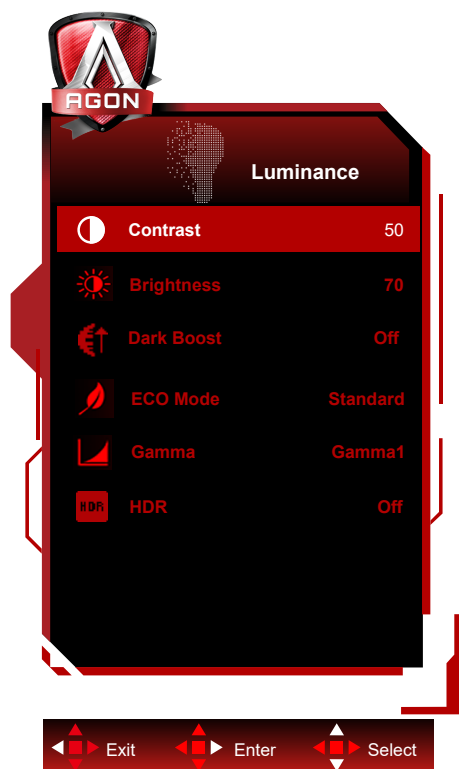 AGON
Luminance
Contrast 50
Brightness 70
Dark Boost Off
ECO Mode Standard
Gamma Gamma1
HDR HDR Off
Exit Enter Select